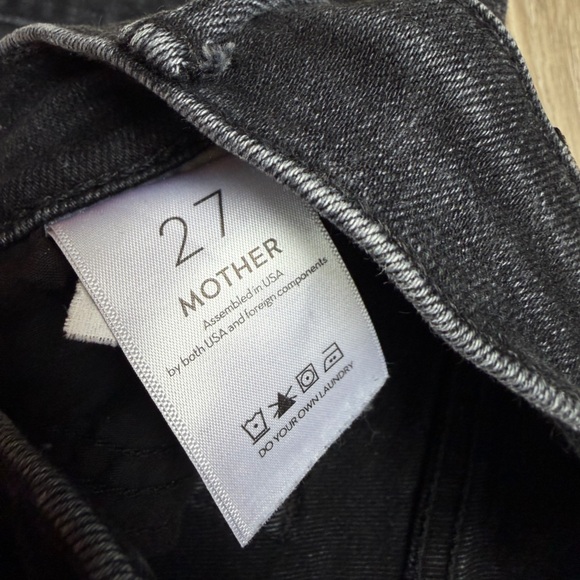 27
MOTHER
Assembled in USA
by both USA and foreign components
DO YOUR OWN LAUNDRY